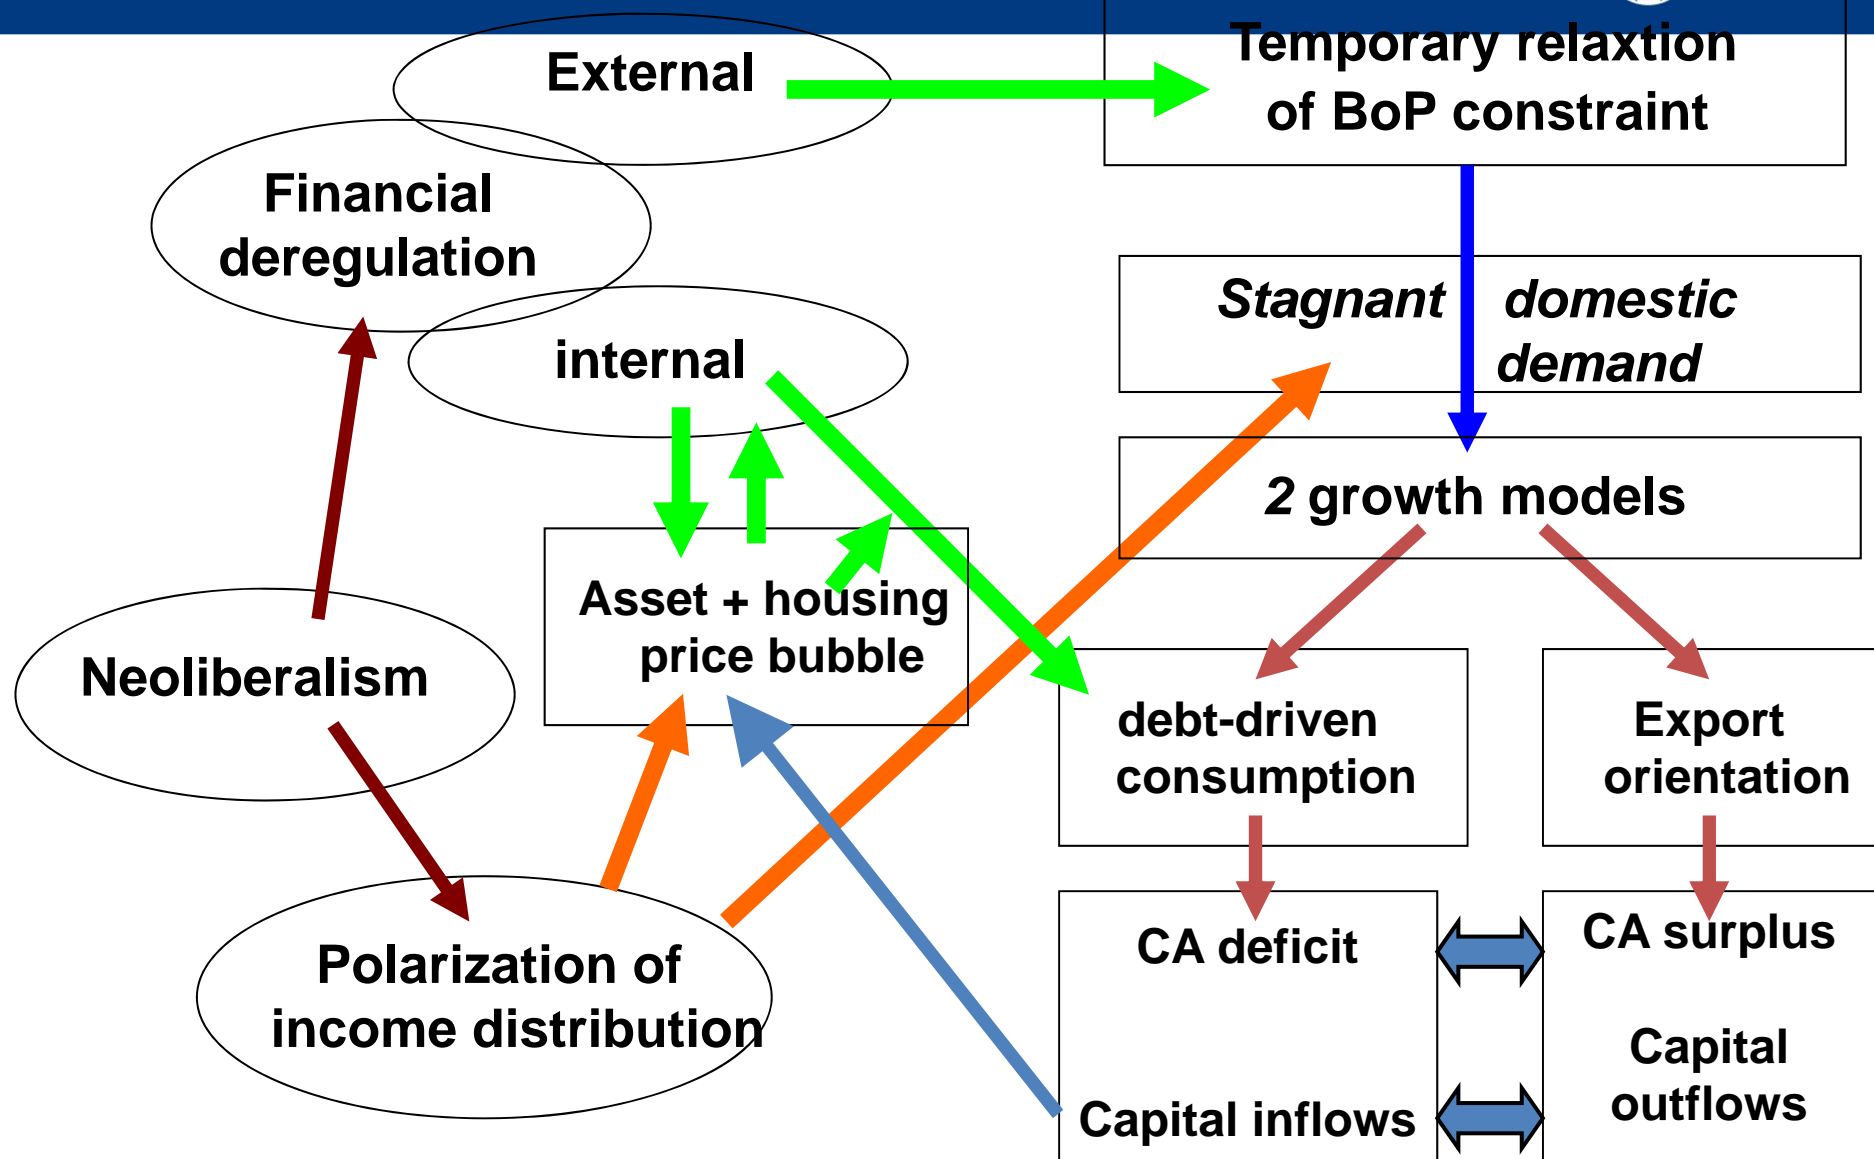 External
Temporary relaxtion
of BoP constraint
Financial
deregulation
Stagnant domestic
demand
internal
2 growth models
Asset + housing
price bubble
Neoliberalism
debt-driven
consumption
Export
orientation
Polarization of
income distribution
CA deficit
CA surplus
Capital
outflows
Capital inflows